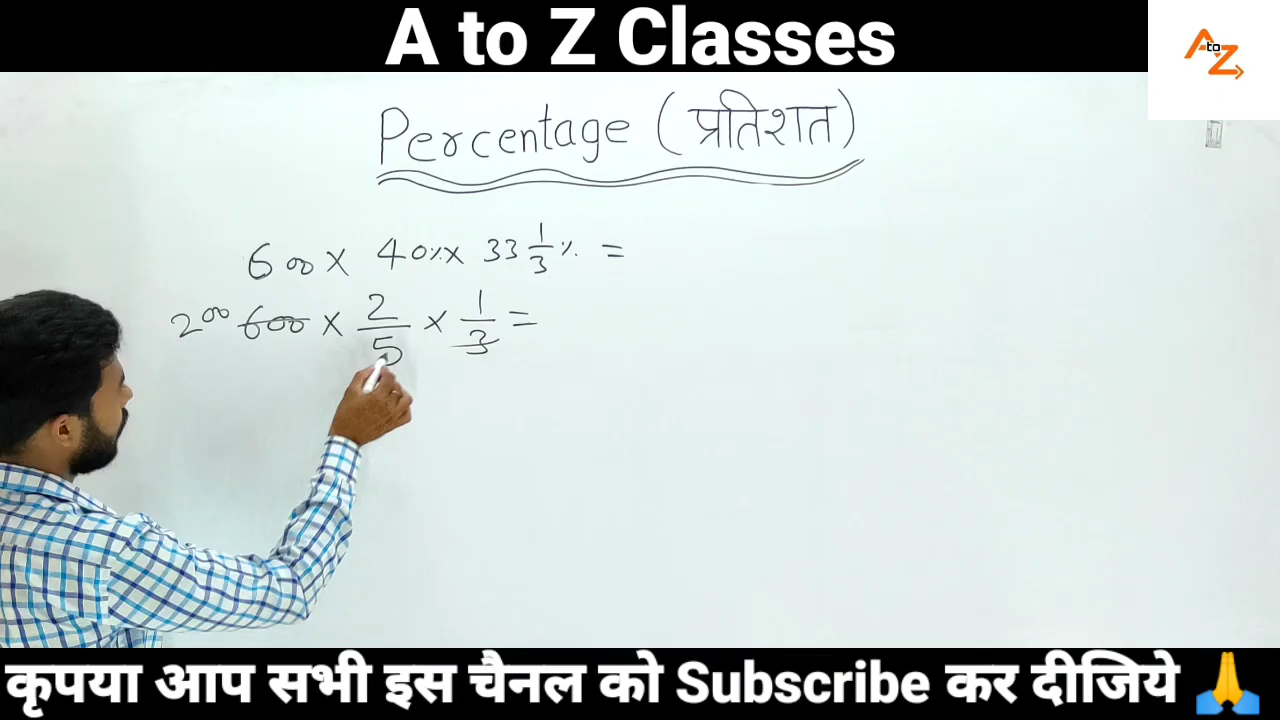 A to Z Classes
A to Z
Percentage (प्रतिशत)
600 × 40% × 33 1/3 % =
200 600 × 2/5 × 1/3 =
कृपया आप सभी इस चैनल को Subscribe कर दीजिये 🙏